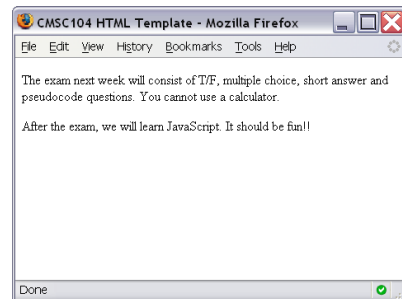 CMSC104 HTML Template - Mozilla Firefox
File Edit View History Bookmarks Tools Help
The exam next week will consist of T/F, multiple choice, short answer and
pseudocode questions. You cannot use a calculator.
After the exam, we will learn JavaScript. It should be fun!!
Done